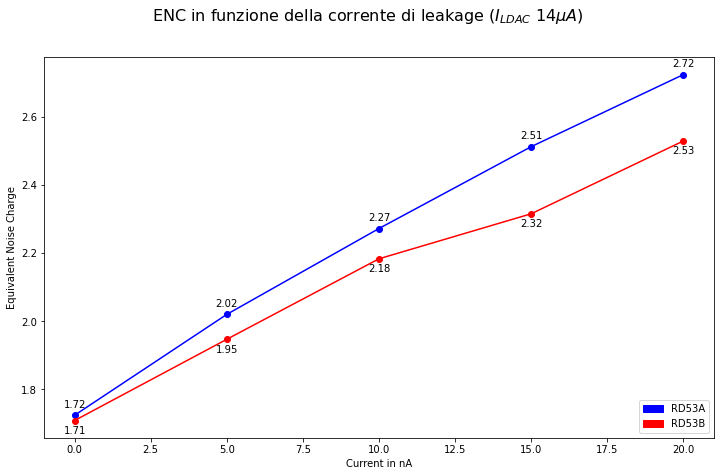 ENC in funzione della corrente di leakage (I_LDAC 14μA)
2.72
2.6
2.51
2.53
2.4
2.32
2.27
2.2
2.18
2.02
2.0
1.95
1.8
1.72
1.71
Equivalent Noise Charge
RD53A
RD53B
0.0 2.5 5.0 7.5 10.0 12.5 15.0 17.5 20.0
Current in nA